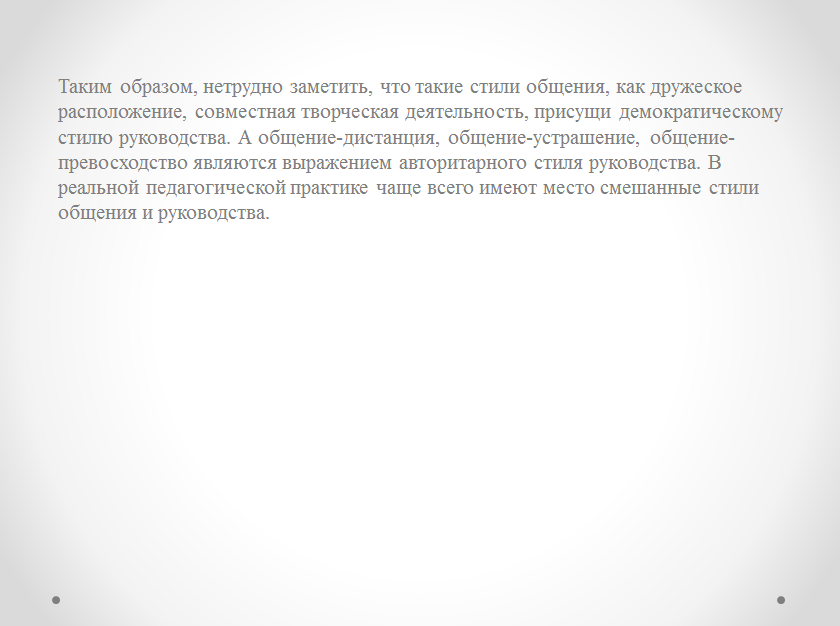 Таким образом, нетрудно заметить, что такие стили общения, как дружеское
расположение, совместная творческая деятельность, присущи демократическому
стилю руководства. А общение-дистанция, общение-устрашение, общение-
превосходство являются выражением авторитарного стиля руководства. В
реальной педагогической практике чаще всего имеют место смешанные стили
общения и руководства.